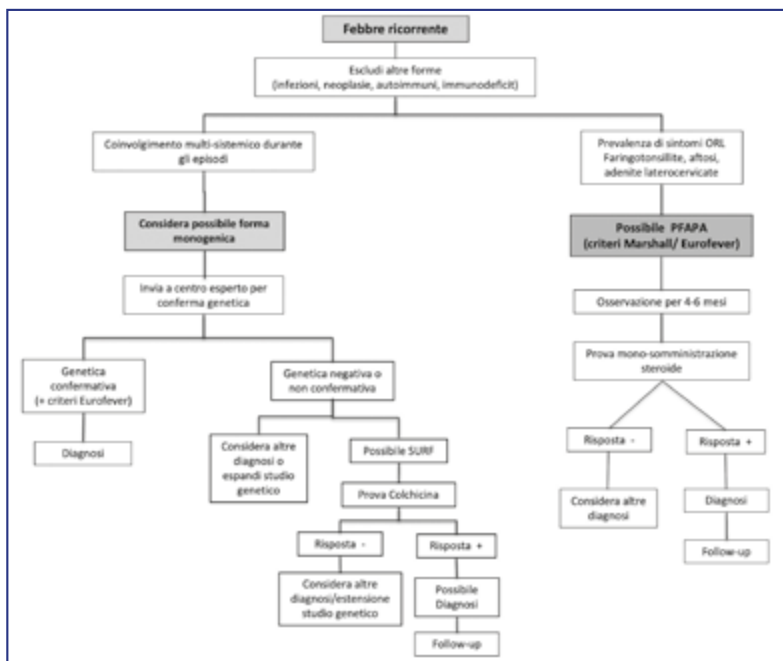 Febbre ricorrente
Escludi altre forme
(infezioni, neoplasie, autoimmuni, immunodeficit)
Coinvolgimento multi-sistemico durante
gli episodi
Considera possibile forma
monogenica
Invia a centro esperto per
conferma genetica
Genetica
confermativa
(+ criteri Eurofever)
Diagnosi
Genetica negativa o
non confermativa
Considera altre
diagnosi o
espandi studio
genetico
Possibile SURF
Prova Colchicina
Risposta -
Considera altre
diagnosi/estensione
studio genetico
Risposta +
Possibile
Diagnosi
Follow-up
Prevalenza di sintomi ORL
Faringotonsillite, aftosi,
adenite laterocervicate
Possibile PFAPA
(criteri Marshall/ Eurofever)
Osservazione per 4-6 mesi
Prova mono-somministrazione
steroide
Risposta -
Considera altre
diagnosi
Risposta +
Diagnosi
Follow-up